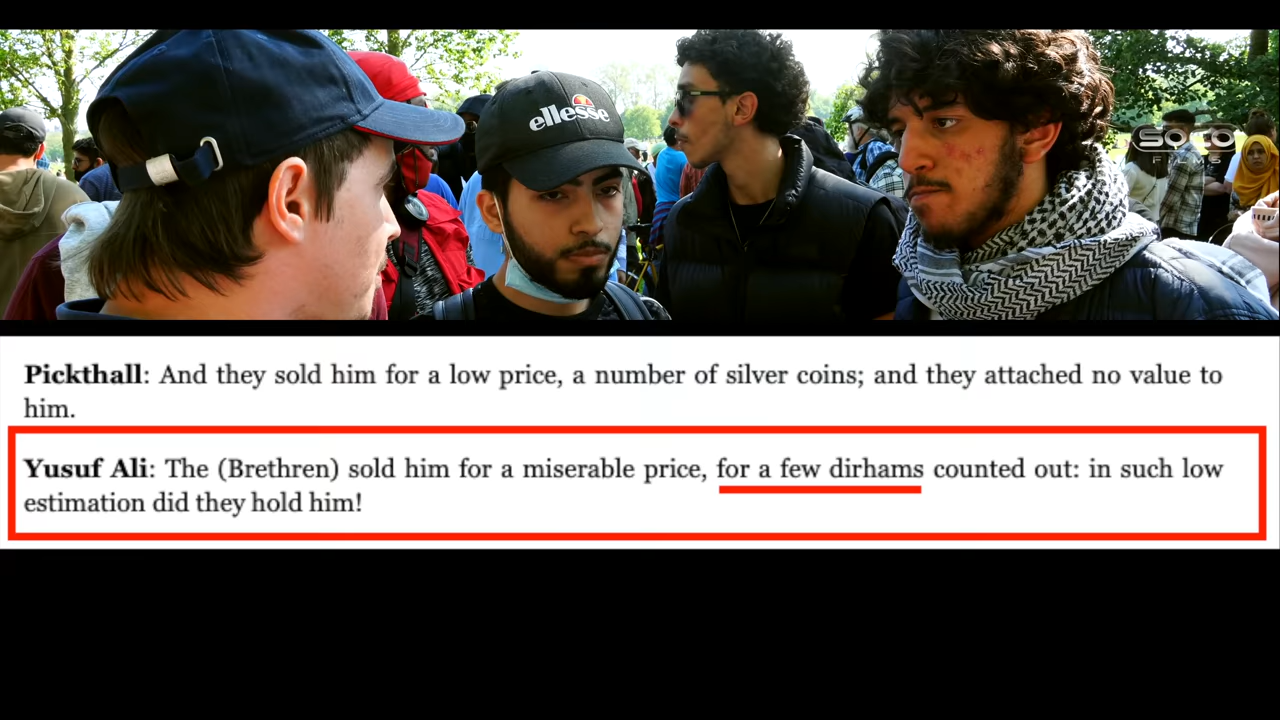 ellesse
SOCO
FILMS
Pickthall: And they sold him for a low price, a number of silver coins; and they attached no value to
him.
Yusuf Ali: The (Brethren) sold him for a miserable price, for a few dirhams counted out: in such low
estimation did they hold him!